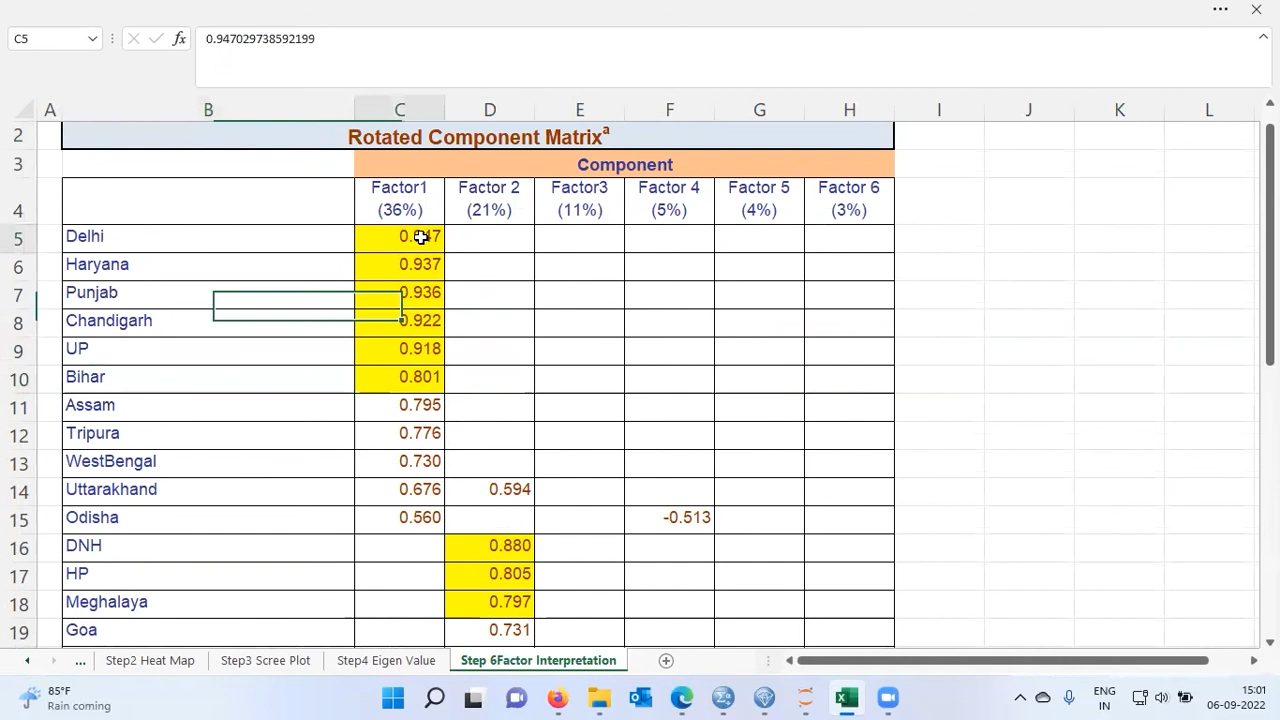 C5
fx
0.947029738592199
A B C D E F G H I J K L
2 Rotated Component Matrixa
3 Component
4 Factor1 (36%) Factor 2 (21%) Factor3 (11%) Factor 4 (5%) Factor 5 (4%) Factor 6 (3%)
5 Delhi
6 Haryana 0.937
7 Punjab 0.936
8 Chandigarh 0.922
9 UP 0.918
10 Bihar 0.801
11 Assam 0.795
12 Tripura 0.776
13 WestBengal 0.730
14 Uttarakhand 0.676 0.594
15 Odisha 0.560 -0.513
16 DNH 0.880
17 HP 0.805
18 Meghalaya 0.797
19 Goa 0.731
... Step2 Heat Map Step3 Scree Plot Step4 Eigen Value Step 6Factor Interpretation
85°F
Rain coming
ENG
IN
15:01
06-09-2022